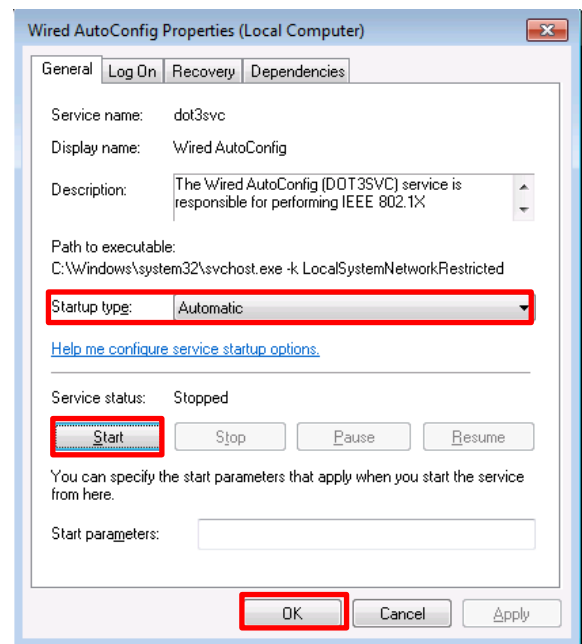 Wired AutoConfig Properties (Local Computer)
General Log On Recovery Dependencies
Service name: dot3svc
Display name: Wired AutoConfig
Description: The Wired AutoConfig (DOT3SVC) service is
responsible for performing IEEE 802.1X
Path to executable:
C:\Windows\system32\svchost.exe -k LocalSystemNetworkRestricted
Startup type: Automatic
Help me configure service startup options.
Service status: Stopped
Start Stop Pause Resume
You can specify the start parameters that apply when you start the service
from here.
Start parameters:
OK Cancel Apply